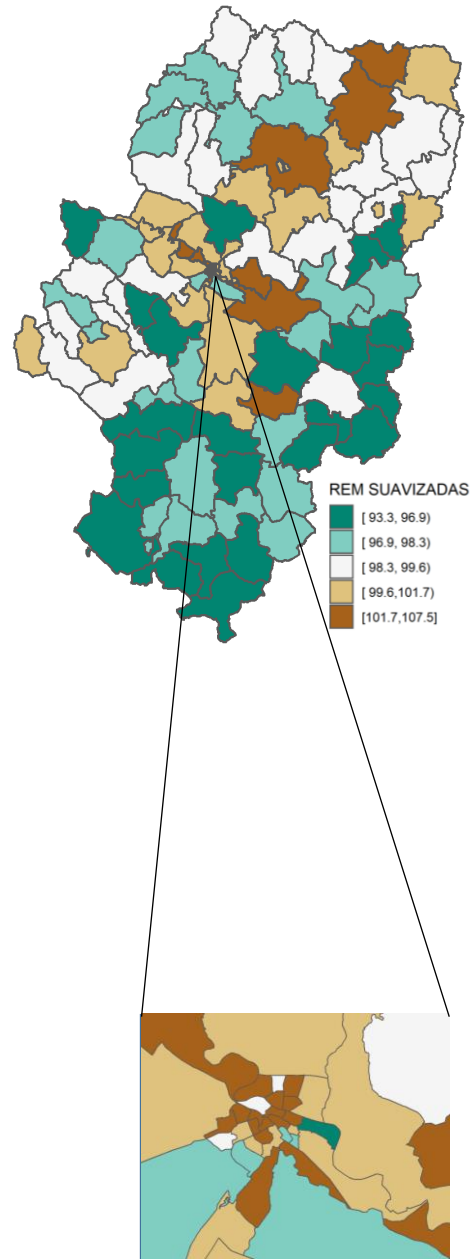 REM SUAVIZADAS
[ 93.3, 96.9)
[ 96.9, 98.3)
[ 98.3, 99.6)
[ 99.6,101.7)
[101.7,107.5]